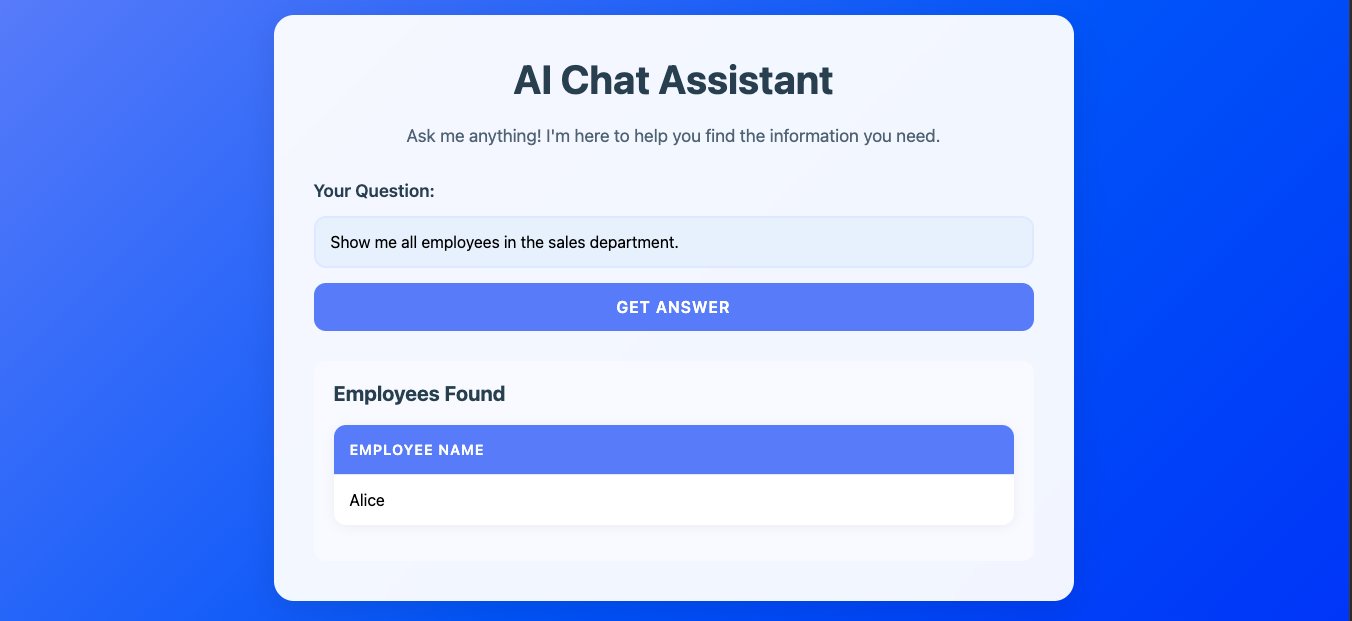 AI Chat Assistant
Ask me anything! I'm here to help you find the information you need.
Your Question:
Show me all employees in the sales department.
GET ANSWER
Employees Found
EMPLOYEE NAME
Alice